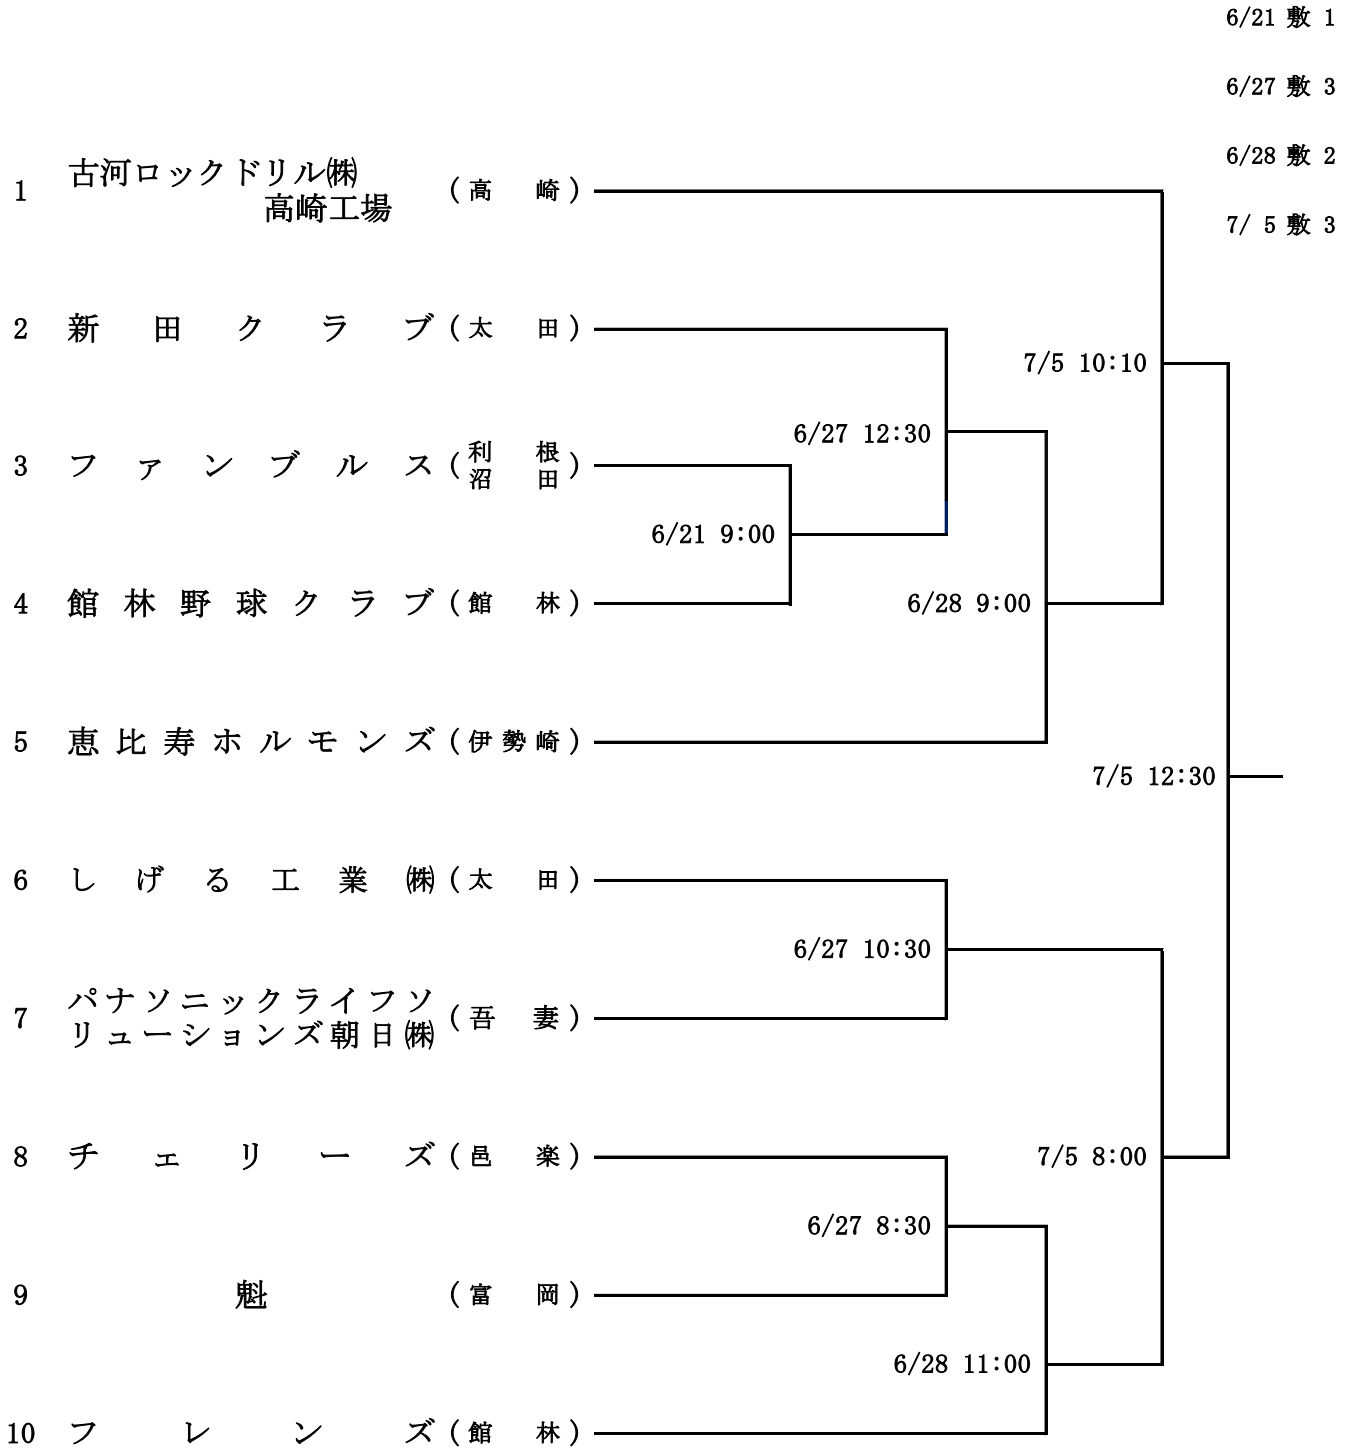 6/21 敷 1
6/27 敷 3
6/28 敷 2
7/ 5 敷 3
1 古河ロックドリル㈱
高崎工場 (高崎)
2 新田クラブ (太田)
7/5 10:10
6/27 12:30
3 ファンブルス (利根
沼田)
6/21 9:00
4 館林野球クラブ (館林)
6/28 9:00
5 恵比寿ホルモンズ (伊勢崎)
7/5 12:30
6 しげる工業㈱ (太田)
6/27 10:30
7 パナソニックライフソ
リューションズ朝日㈱ (吾妻)
8 チェリーズ (邑楽)
7/5 8:00
6/27 8:30
9 魁 (富岡)
6/28 11:00
10 フレンズ (館林)